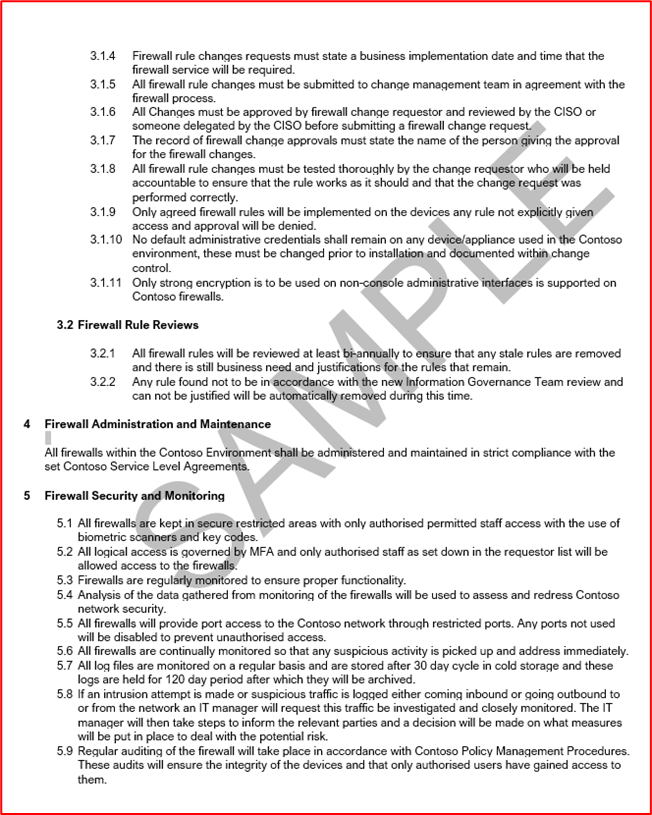 3.1.4 Firewall rule changes requests must state a business implementation date and time that the
firewall service will be required.
3.1.5 All firewall rule changes must be submitted to change management team in agreement with the
firewall process.
3.1.6 All Changes must be approved by firewall change requestor and reviewed by the CISO or
someone delegated by the CISO before submitting a firewall change request.
3.1.7 The record of firewall change approvals must state the name of the person giving the approval
for the firewall changes.
3.1.8 All firewall rule changes must be tested thoroughly by the change requestor who will be held
accountable to ensure that the rule works as it should and that the change request was
performed correctly.
3.1.9 Only agreed firewall rules will be implemented on the devices any rule not explicitly given
access and approval will be denied.
3.1.10 No default administrative credentials shall remain on any device/appliance used in the Contoso
environment, these must be changed prior to installation and documented within change
control.
3.1.11 Only strong encryption is to be used on non-console administrative interfaces is supported on
Contoso firewalls.
3.2 Firewall Rule Reviews
3.2.1 All firewall rules will be reviewed at least bi-annually to ensure that any stale rules are removed
and there is still business need and justifications for the rules that remain.
3.2.2 Any rule found not to be in accordance with the new Information Governance Team review and
can not be justified will be automatically removed during this time.
4 Firewall Administration and Maintenance
All firewalls within the Contoso Environment shall be administered and maintained in strict compliance with the
set Contoso Service Level Agreements.
5 Firewall Security and Monitoring
5.1 All firewalls are kept in secure restricted areas with only authorised permitted staff access with the use of
biometric scanners and key codes.
5.2 All logical access is governed by MFA and only authorised staff as set down in the requestor list will be
allowed access to the firewalls.
5.3 Firewalls are regularly monitored to ensure proper functionality.
5.4 Analysis of the data gathered from monitoring of the firewalls will be used to assess and redress Contoso
network security.
5.5 All firewalls will provide port access to the Contoso network through restricted ports. Any ports not used
will be disabled to prevent unauthorised access.
5.6 All firewalls are continually monitored so that any suspicious activity is picked up and address immediately.
5.7 All log files are monitored on a regular basis and are stored after 30 day cycle in cold storage and these
logs are held for 120 day period after which they will be archived.
5.8 If an intrusion attempt is made or suspicious traffic is logged either coming inbound or going outbound to
or from the network an IT manager will request this traffic be investigated and closely monitored. The IT
manager will then take steps to inform the relevant parties and a decision will be made on what measures
will be put in place to deal with the potential risk.
5.9 Regular auditing of the firewall will take place in accordance with Contoso Policy Management Procedures.
These audits will ensure the integrity of the devices and that only authorised users have gained access to
them.
SAMPLE